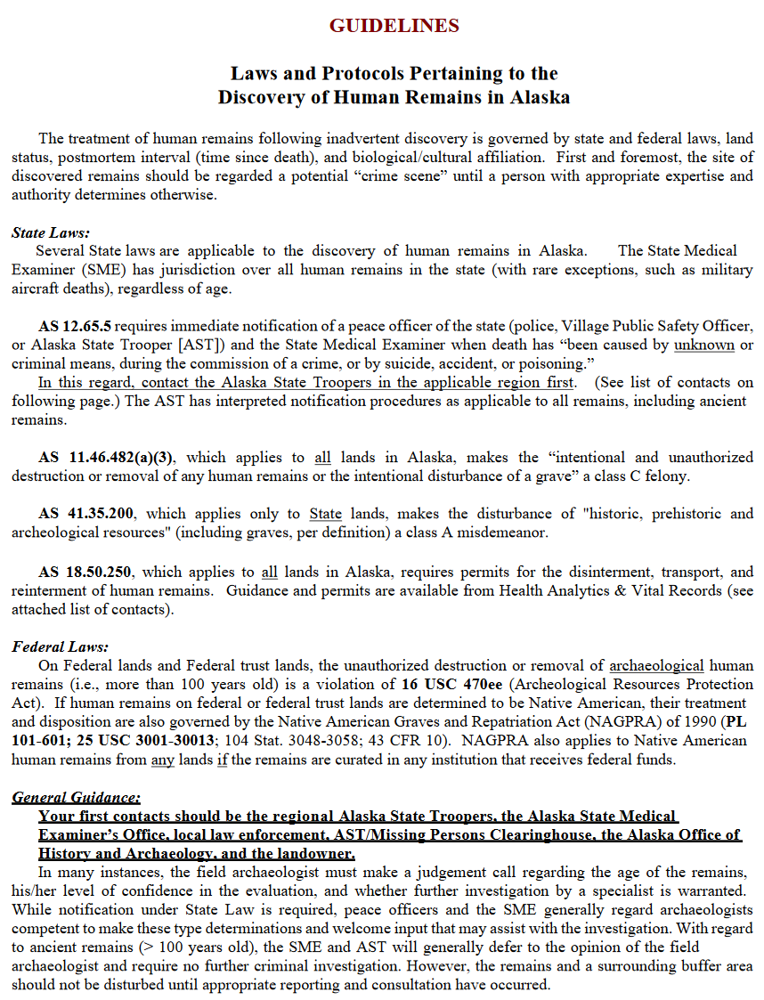 GUIDELINES
Laws and Protocols Pertaining to the
Discovery of Human Remains in Alaska
The treatment of human remains following inadvertent discovery is governed by state and federal laws, land
status, postmortem interval (time since death), and biological/cultural affiliation. First and foremost, the site of
discovered remains should be regarded a potential “crime scene” until a person with appropriate expertise and
authority determines otherwise.
State Laws:
Several State laws are applicable to the discovery of human remains in Alaska. The State Medical
Examiner (SME) has jurisdiction over all human remains in the state (with rare exceptions, such as military
aircraft deaths), regardless of age.
AS 12.65.5 requires immediate notification of a peace officer of the state (police, Village Public Safety Officer,
or Alaska State Trooper [AST]) and the State Medical Examiner when death has “been caused by unknown or
criminal means, during the commission of a crime, or by suicide, accident, or poisoning.”
In this regard, contact the Alaska State Troopers in the applicable region first. (See list of contacts on
following page.) The AST has interpreted notification procedures as applicable to all remains, including ancient
remains.
AS 11.46.482(a)(3), which applies to all lands in Alaska, makes the “intentional and unauthorized
destruction or removal of any human remains or the intentional disturbance of a grave” a class C felony.
AS 41.35.200, which applies only to State lands, makes the disturbance of "historic, prehistoric and
archeological resources" (including graves, per definition) a class A misdemeanor.
AS 18.50.250, which applies to all lands in Alaska, requires permits for the disinterment, transport, and
reinterment of human remains. Guidance and permits are available from Health Analytics & Vital Records (see
attached list of contacts).
Federal Laws:
On Federal lands and Federal trust lands, the unauthorized destruction or removal of archaeological human
remains (i.e., more than 100 years old) is a violation of 16 USC 470ee (Archeological Resources Protection
Act). If human remains on federal or federal trust lands are determined to be Native American, their treatment
and disposition are also governed by the Native American Graves and Repatriation Act (NAGPRA) of 1990 (PL
101-601; 25 USC 3001-30013; 104 Stat. 3048-3058; 43 CFR 10). NAGPRA also applies to Native American
human remains from any lands if the remains are curated in any institution that receives federal funds.
General Guidance:
Your first contacts should be the regional Alaska State Troopers, the Alaska State Medical
Examiner’s Office, local law enforcement, AST/Missing Persons Clearinghouse, the Alaska Office of
History and Archaeology, and the landowner.
In many instances, the field archaeologist must make a judgement call regarding the age of the remains,
his/her level of confidence in the evaluation, and whether further investigation by a specialist is warranted.
While notification under State Law is required, peace officers and the SME generally regard archaeologists
competent to make these type determinations and welcome input that may assist with the investigation. With regard
to ancient remains (> 100 years old), the SME and AST will generally defer to the opinion of the field
archaeologist and require no further criminal investigation. However, the remains and a surrounding buffer area
should not be disturbed until appropriate reporting and consultation have occurred.